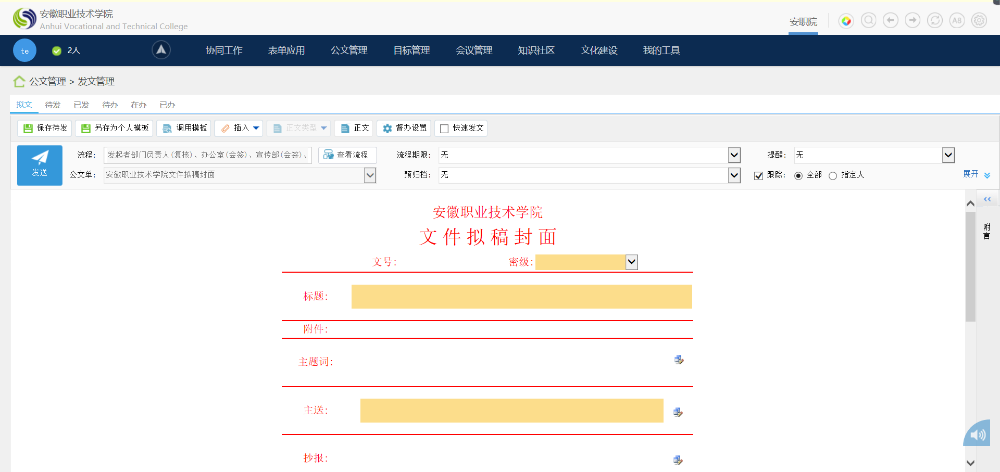 安徽职业技术学院
Anhui Vocational and Technical College
安职院
A8
te
2人
协同工作 表单应用 公文管理 目标管理 会议管理 知识社区 文化建设 我的工具
公文管理 > 发文管理
拟文 待发 已发 待办 在办 已办
保存待发 另存为个人模板 调用模板 插入 正文类型 正文 督办设置 快速发文
发送
流程: 发起者部门负责人(复核)、办公室(会签)、宣传部(会签)、 查看流程 流程期限: 无 提醒: 无
公文单: 安徽职业技术学院文件拟稿封面 预归档: 无 跟踪: 全部 指定人 展开
附言
安徽职业技术学院
文件拟稿封面
文号: 密级:
标题:
附件:
主题词:
主送:
抄报: